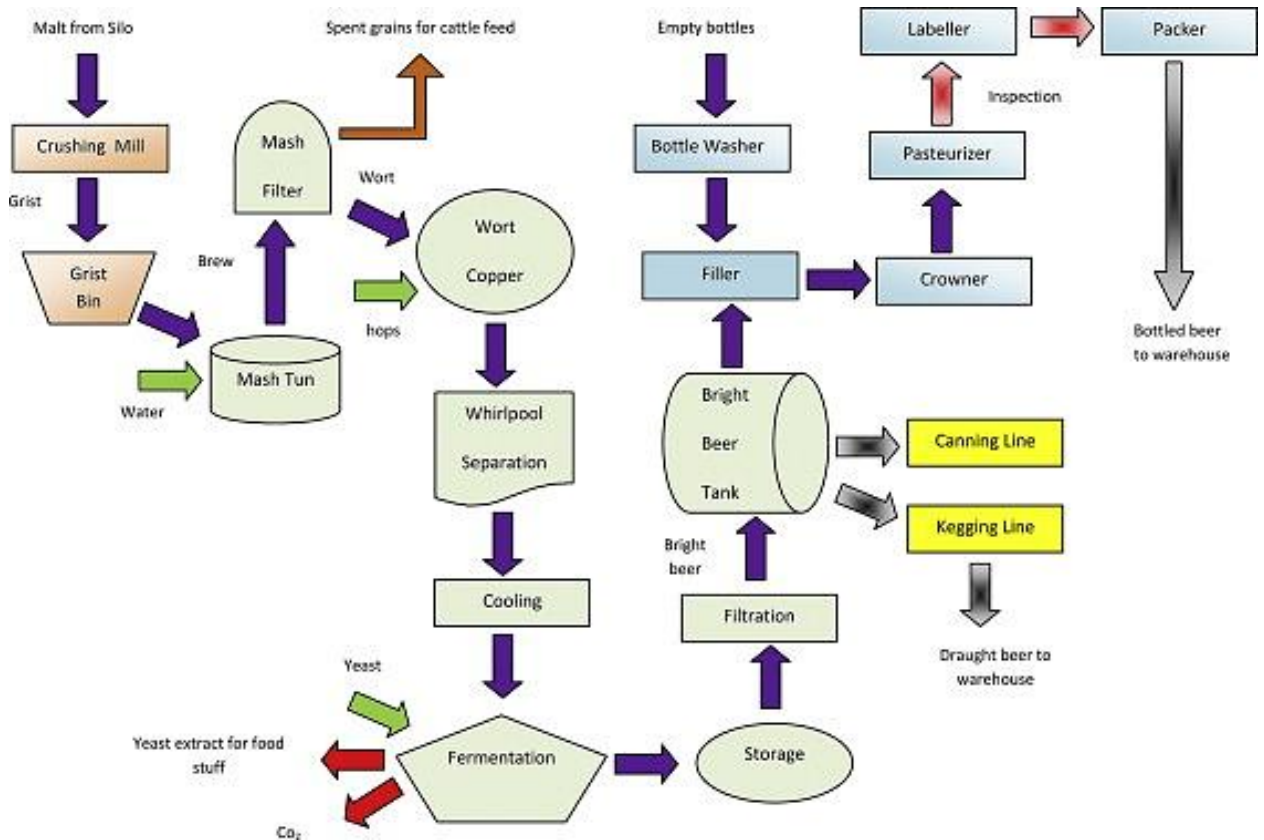 Malt from Silo
Spent grains for cattle feed
Empty bottles
Labeller
Packer
Inspection
Crushing Mill
Grist
Mash
Filter
Wort
Bottle Washer
Pasteurizer
Grist
Bin
Brew
Wort
Copper
hops
Filler
Crowner
Bottled beer
to warehouse
Water
Mash Tun
Whirlpool
Separation
Bright
Beer
Tank
Canning Line
Kegging Line
Bright
beer
Cooling
Filtration
Draught beer to
warehouse
Yeast
Yeast extract for food
stuff
Fermentation
Storage
Co₂